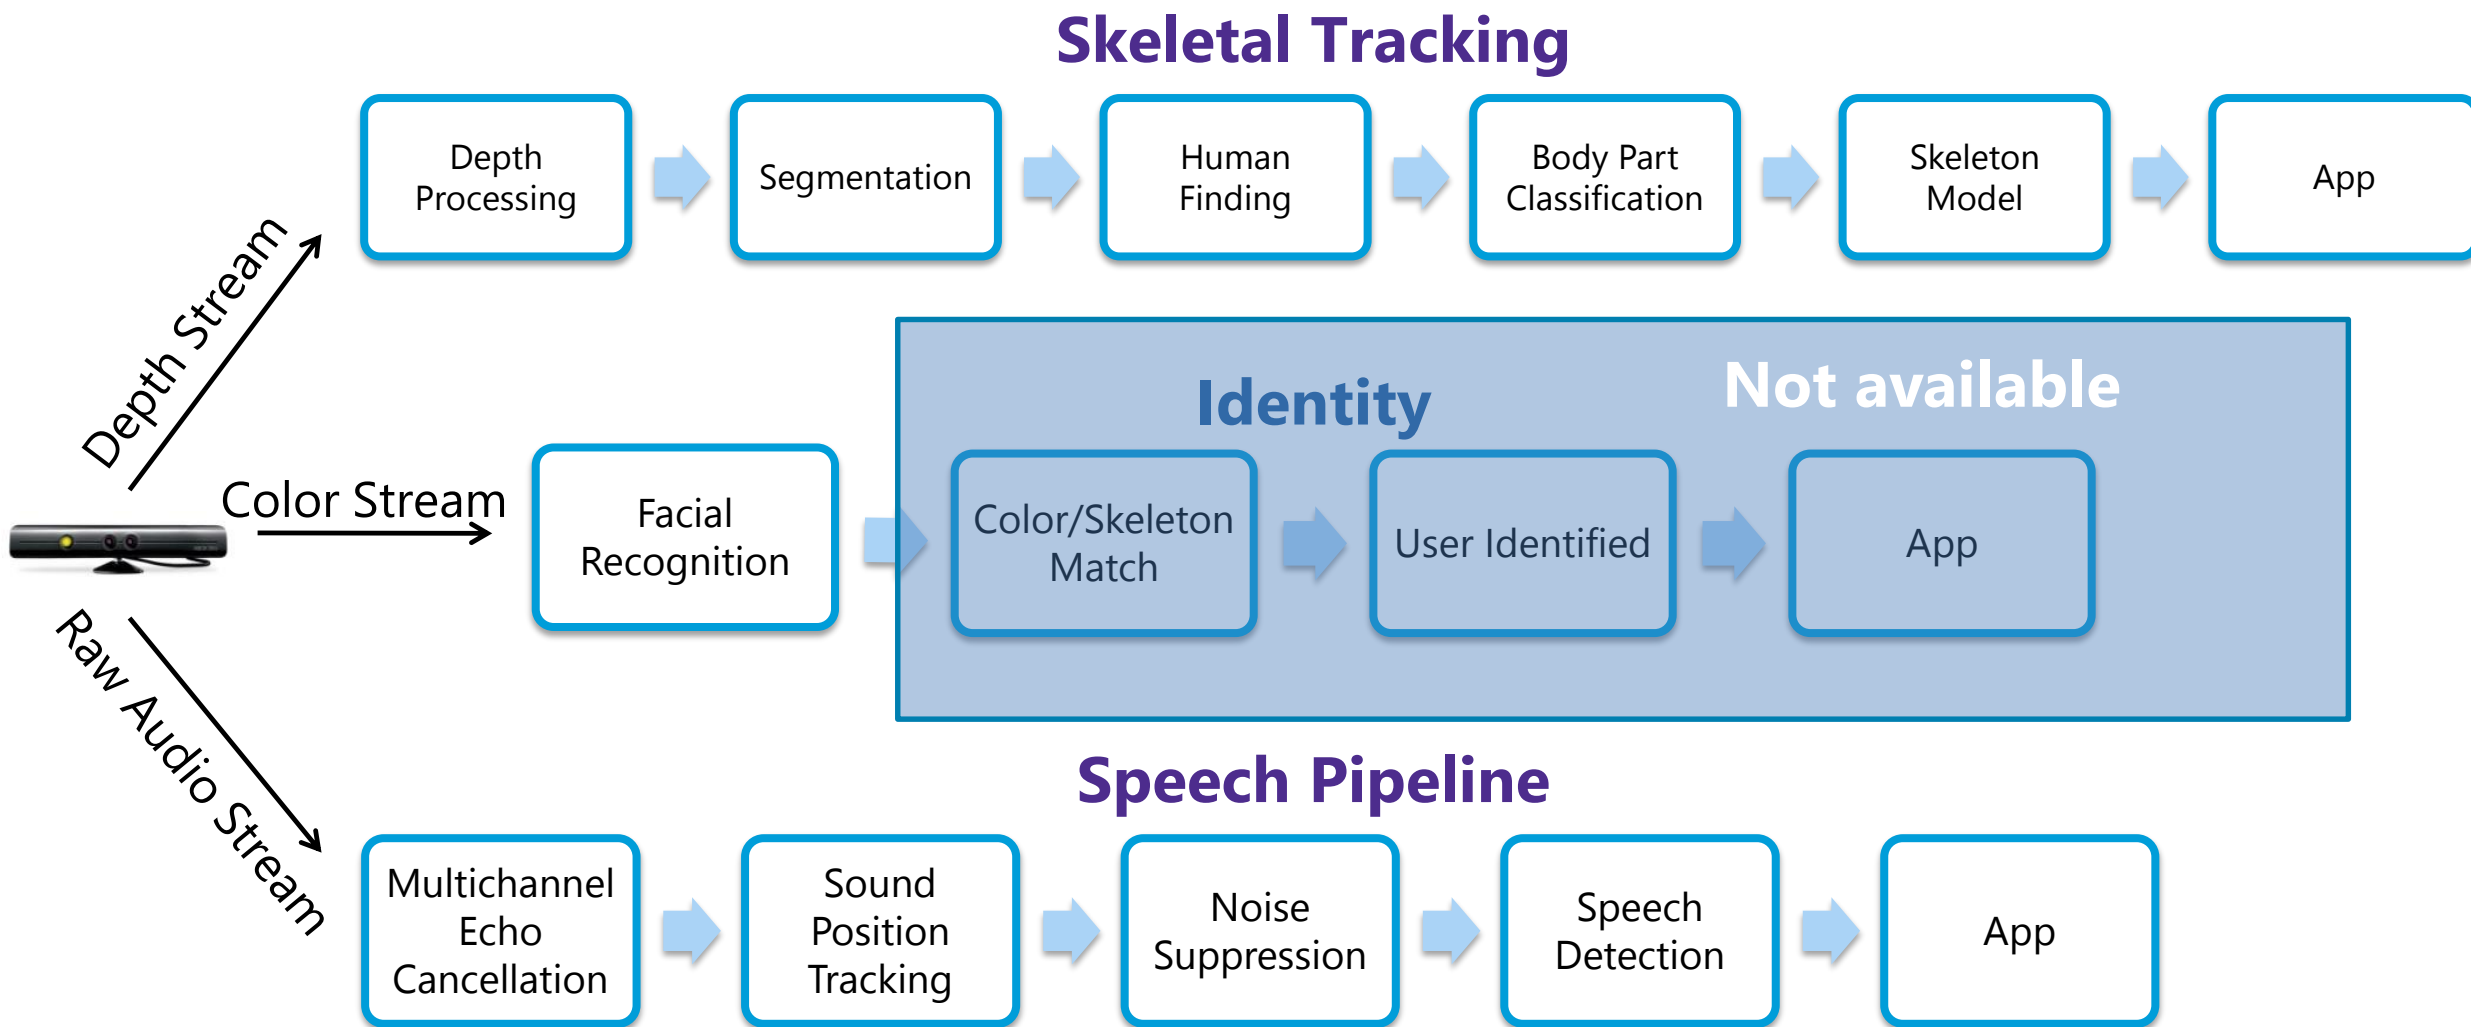 Skeletal Tracking
Depth
Processing
Segmentation
Human
Finding
Body Part
Classification
Skeleton
Model
App
Depth Stream
Identity
Not available
Color Stream
Facial
Recognition
Color/Skeleton
Match
User Identified
App
Raw Audio Stream
Speech Pipeline
Multichannel
Echo
Cancellation
Sound
Position
Tracking
Noise
Suppression
Speech
Detection
App